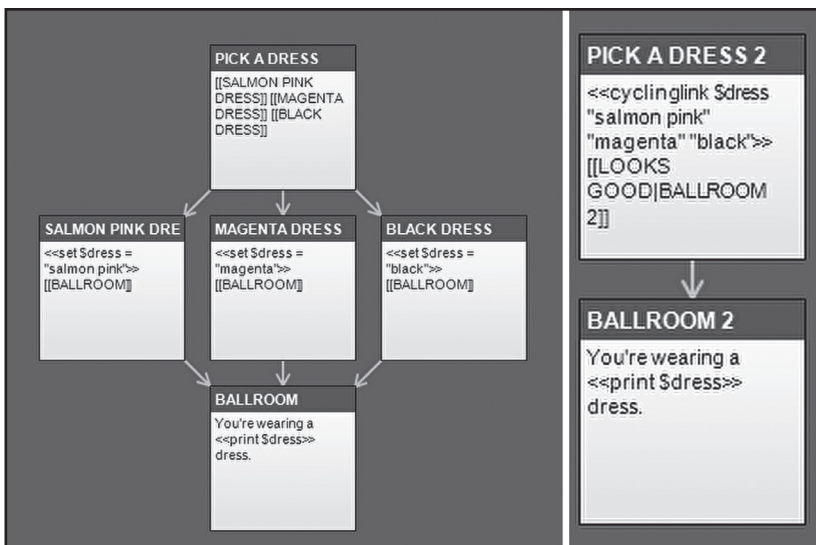 PICK A DRESS
[[SALMON PINK
DRESS]] [[MAGENTA
DRESS]] [[BLACK
DRESS]]
SALMON PINK DRE
<<set $dress =
"salmon pink">>
[[BALLROOM]]
MAGENTA DRESS
<<set $dress =
"magenta">>
[[BALLROOM]]
BLACK DRESS
<<set $dress =
"black">>
[[BALLROOM]]
BALLROOM
You're wearing a
<<print $dress>>
dress.
PICK A DRESS 2
<<cyclinglink $dress
"salmon pink"
"magenta" "black">>
[[LOOKS
GOOD|BALLROOM
2]]
BALLROOM 2
You're wearing a
<<print $dress>>
dress.